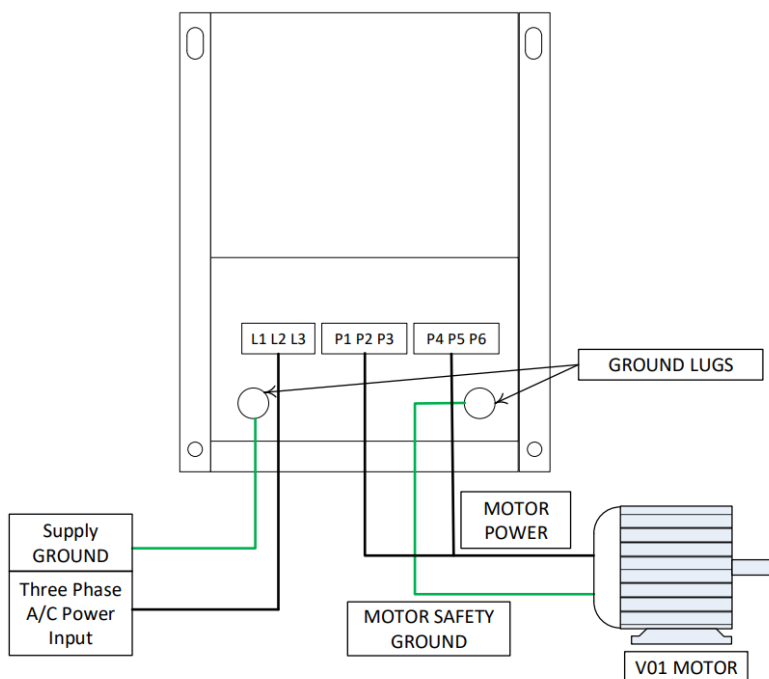 L1 L2 L3
P1 P2 P3
P4 P5 P6
GROUND LUGS
MOTOR
POWER
Supply
GROUND
Three Phase
A/C Power
Input
MOTOR SAFETY
GROUND
V01 MOTOR